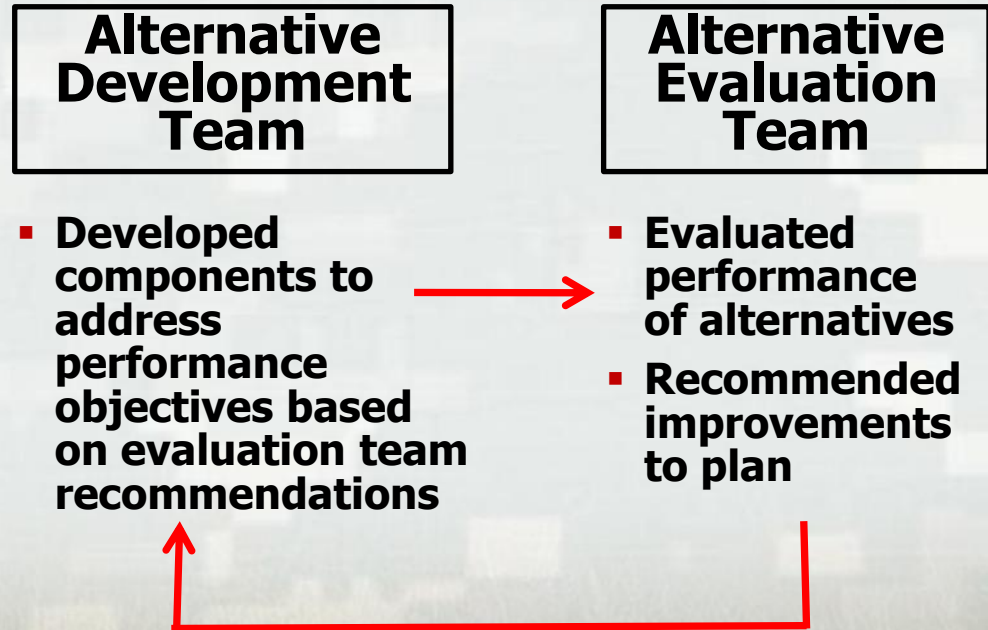 Alternative
Development
Team
▪ Developed
components to
address
performance
objectives based
on evaluation team
recommendations
Alternative
Evaluation
Team
▪ Evaluated
performance
of alternatives
▪ Recommended
improvements
to plan